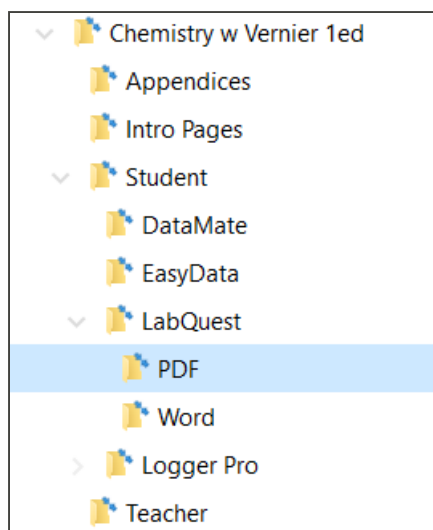 Chemistry w Vernier 1ed
Appendices
Intro Pages
Student
DataMate
EasyData
LabQuest
PDF
Word
Logger Pro
Teacher